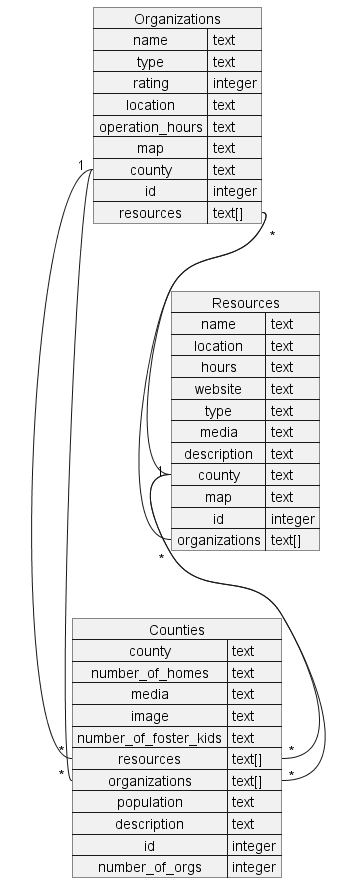 Organizations
name text
type text
rating integer
location text
operation_hours text
map text
1
county text
id integer
resources text[]
*
Resources
name text
location text
hours text
website text
type text
media text
description text
1
county text
map text
id integer
organizations text[]
*
Counties
county text
number_of_homes text
media text
image text
number_of_foster_kids text
* resources text[] *
* organizations text[] *
population text
description text
id integer
number_of_orgs integer